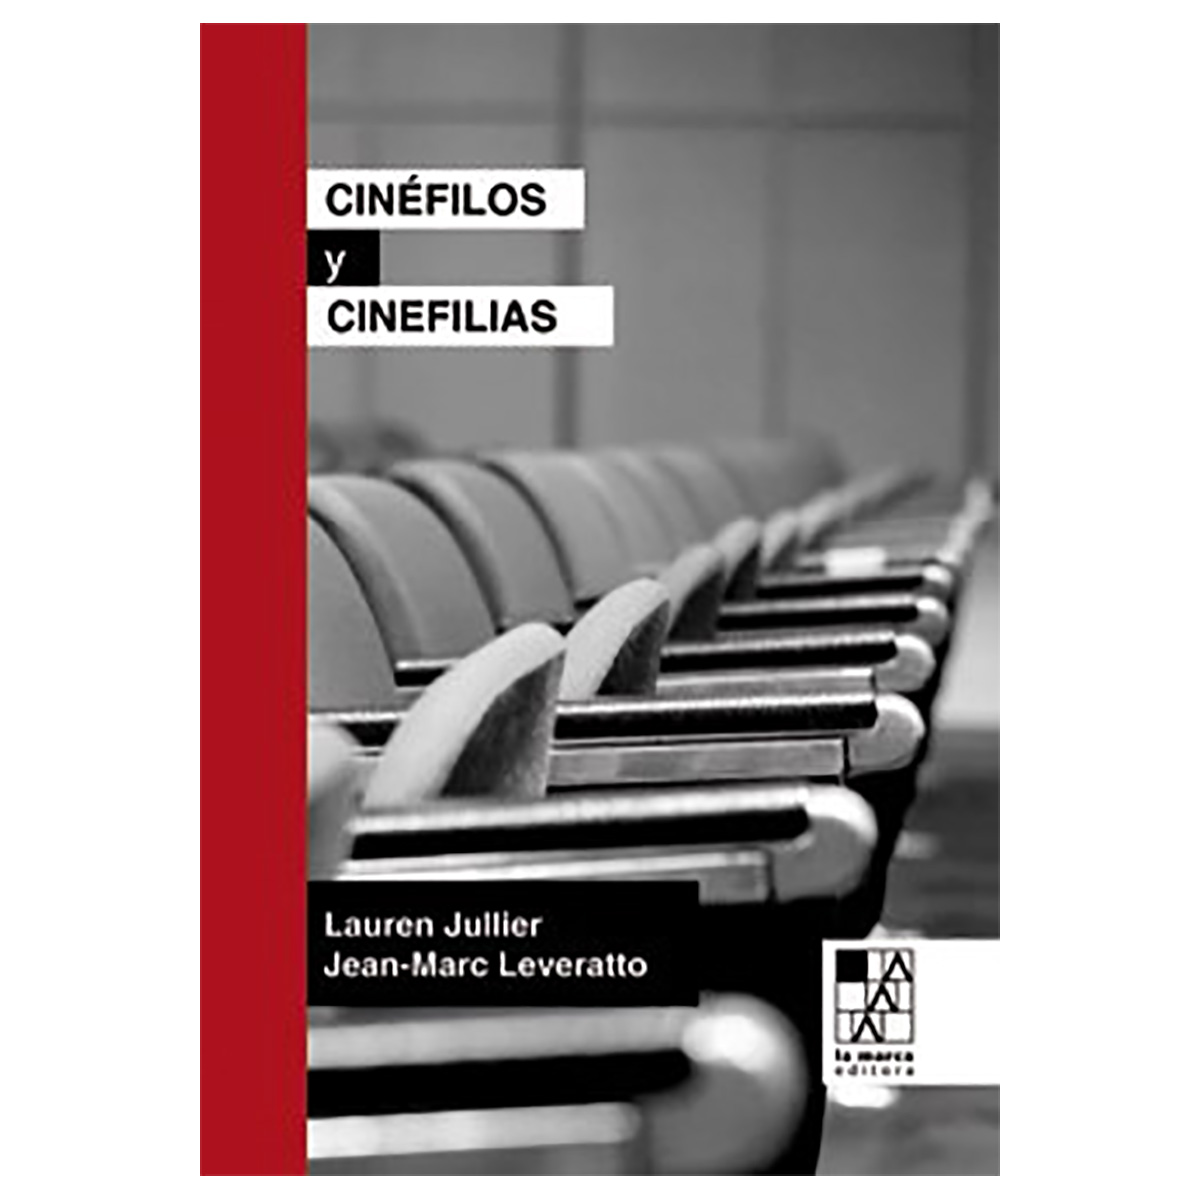 CINÉFILOS
y
CINEFILIAS
Lauren Jullier
Jean-Marc Leveratto
la marca
editora